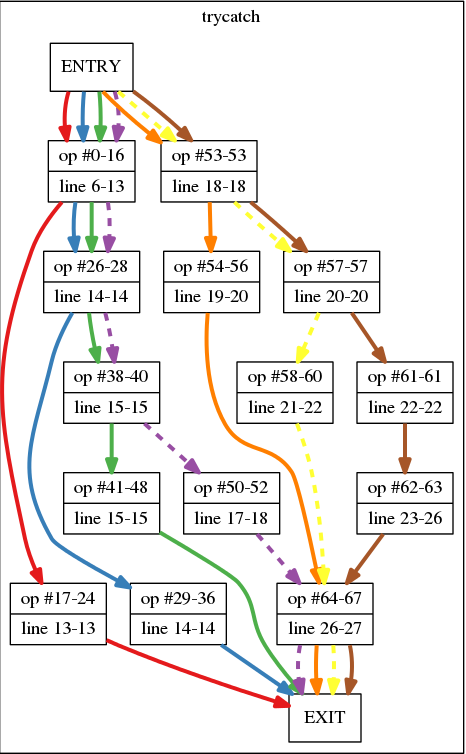 trycatch
ENTRY
op #0-16
line 6-13
op #53-53
line 18-18
op #26-28
line 14-14
op #54-56
line 19-20
op #57-57
line 20-20
op #38-40
line 15-15
op #58-60
line 21-22
op #61-61
line 22-22
op #41-48
line 15-15
op #50-52
line 17-18
op #62-63
line 23-26
op #17-24
line 13-13
op #29-36
line 14-14
op #64-67
line 26-27
EXIT